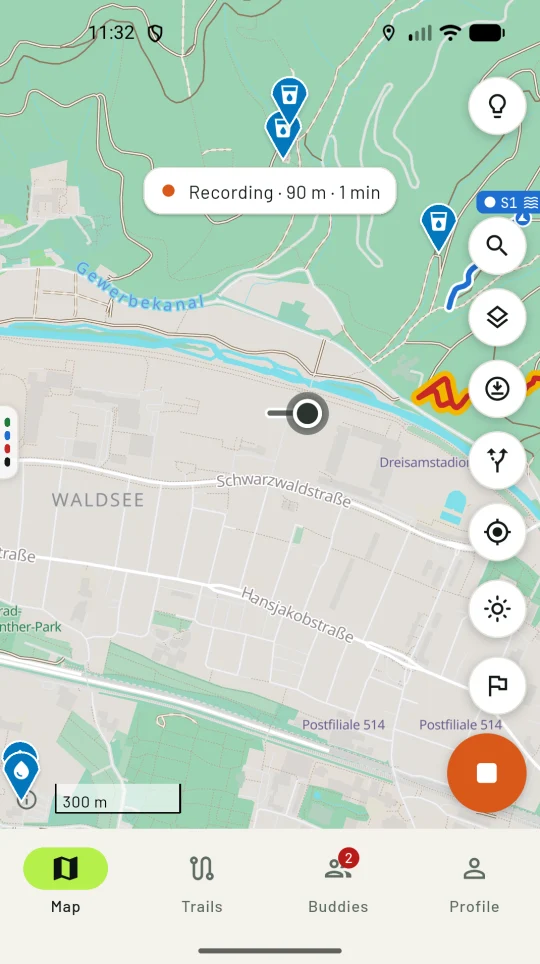 11:32
Recording · 90 m · 1 min
S1
Gewerbekanal
Dreisamstadion
Schwarzwaldstraße
WALDSEE
raße
Hansjakobstraße
rad-
nther-Park
Postfiliale 514
Postfiliale 514
300 m
2
Map
Trails
Buddies
Profile